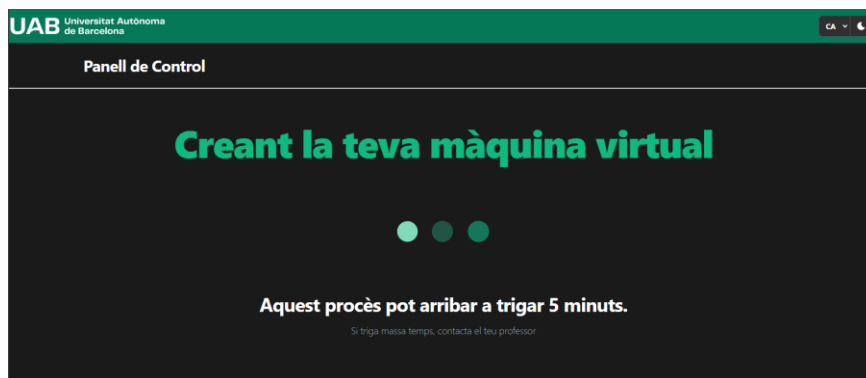 UAB Universitat Autònoma
de Barcelona
CA
Panell de Control
Creant la teva màquina virtual
Aquest procès pot arribar a trigar 5 minuts.
Si triga massa temps, contacta el teu professor